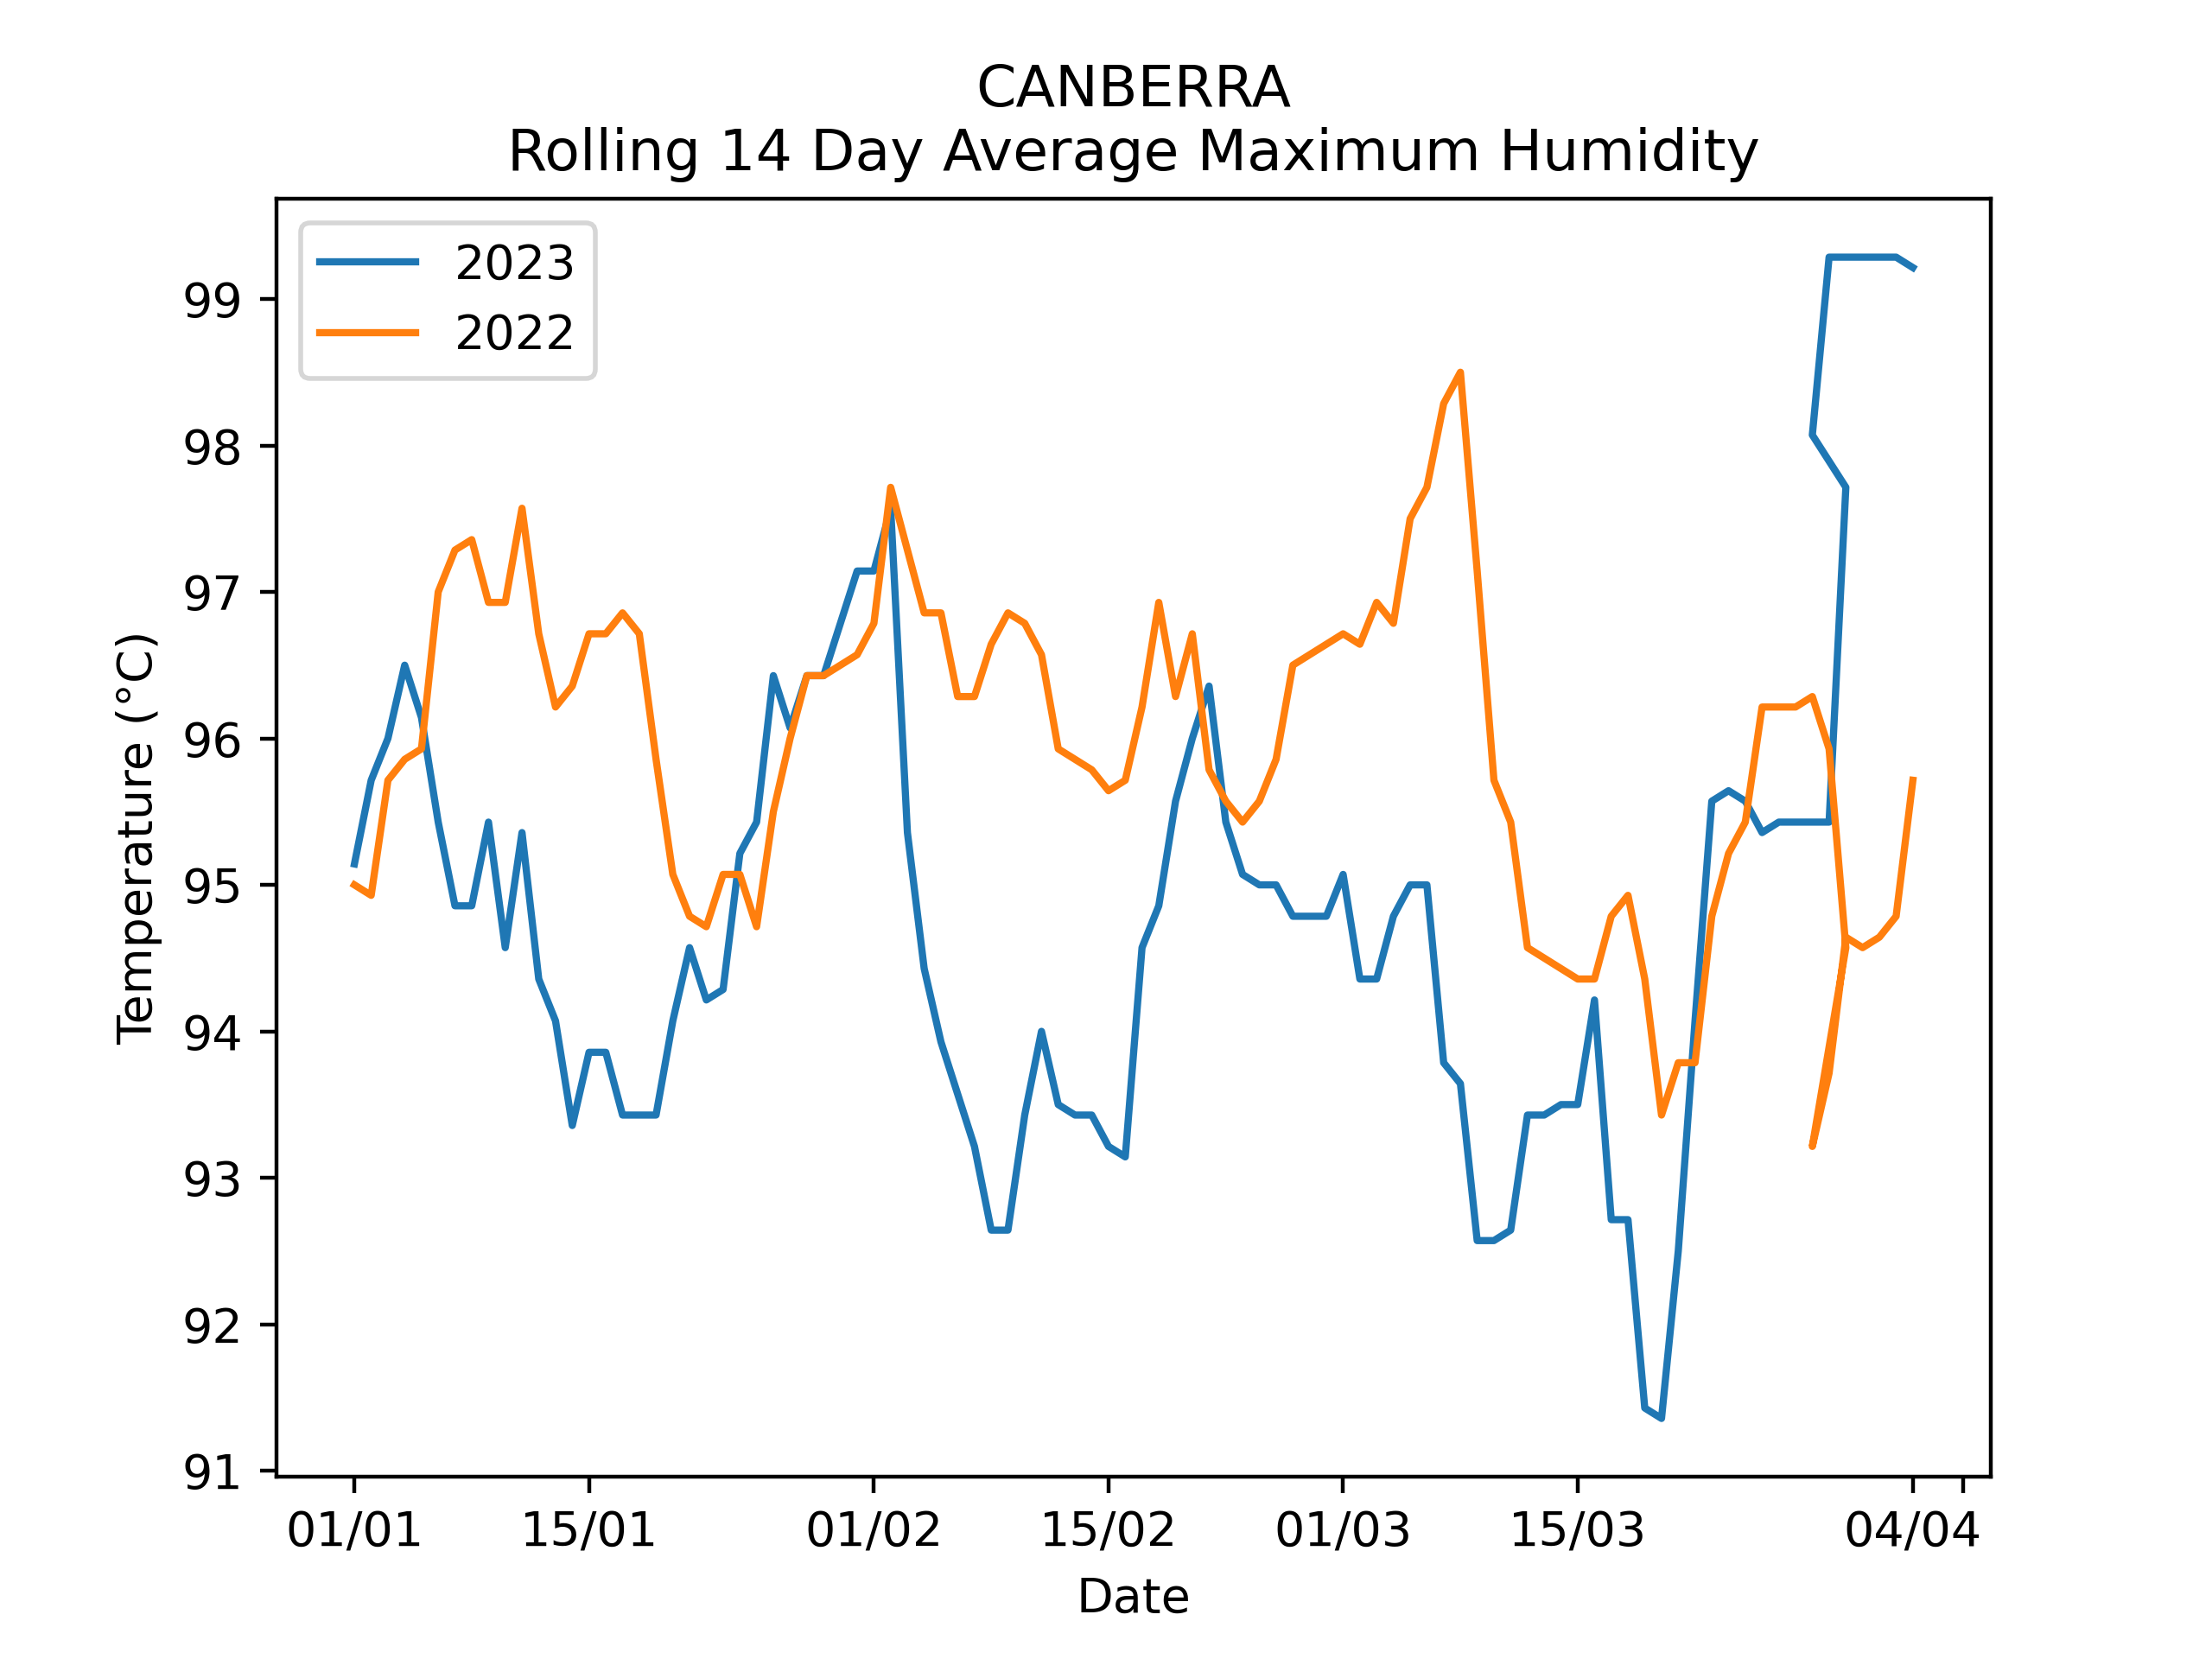 CANBERRA
Rolling 14 Day Average Maximum Humidity
2023
2022
99
98
97
96
95
94
93
92
91
Temperature (°C)
01/01 15/01 01/02 15/02 01/03 15/03 04/04
Date